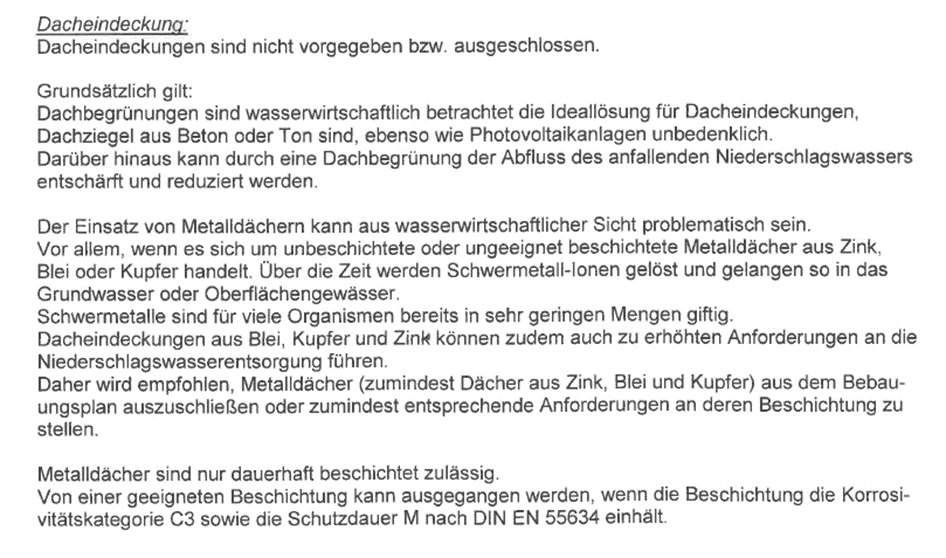 Dacheindeckung:
Dacheindeckungen sind nicht vorgegeben bzw. ausgeschlossen.
Grundsätzlich gilt:
Dachbegrünungen sind wasserwirtschaftlich betrachtet die Ideallösung für Dacheindeckungen,
Dachziegel aus Beton oder Ton sind, ebenso wie Photovoltaikanlagen unbedenklich.
Darüber hinaus kann durch eine Dachbegrünung der Abfluss des anfallenden Niederschlagswassers
entschärft und reduziert werden.
Der Einsatz von Metalldächern kann aus wasserwirtschaftlicher Sicht problematisch sein.
Vor allem, wenn es sich um unbeschichtete oder ungeeignet beschichtete Metalldächer aus Zink,
Blei oder Kupfer handelt. Über die Zeit werden Schwermetall-Ionen gelöst und gelangen so in das
Grundwasser oder Oberflächengewässer.
Schwermetalle sind für viele Organismen bereits in sehr geringen Mengen giftig.
Dacheindeckungen aus Blei, Kupfer und Zink können zudem auch zu erhöhten Anforderungen an die
Niederschlagswasserentsorgung führen.
Daher wird empfohlen, Metalldächer (zumindest Dächer aus Zink, Blei und Kupfer) aus dem Bebau-
ungsplan auszuschließen oder zumindest entsprechende Anforderungen an deren Beschichtung zu
stellen.
Metalldächer sind nur dauerhaft beschichtet zulässig.
Von einer geeigneten Beschichtung kann ausgegangen werden, wenn die Beschichtung die Korrosi-
vitätskategorie C3 sowie die Schutzdauer M nach DIN EN 55634 einhält.